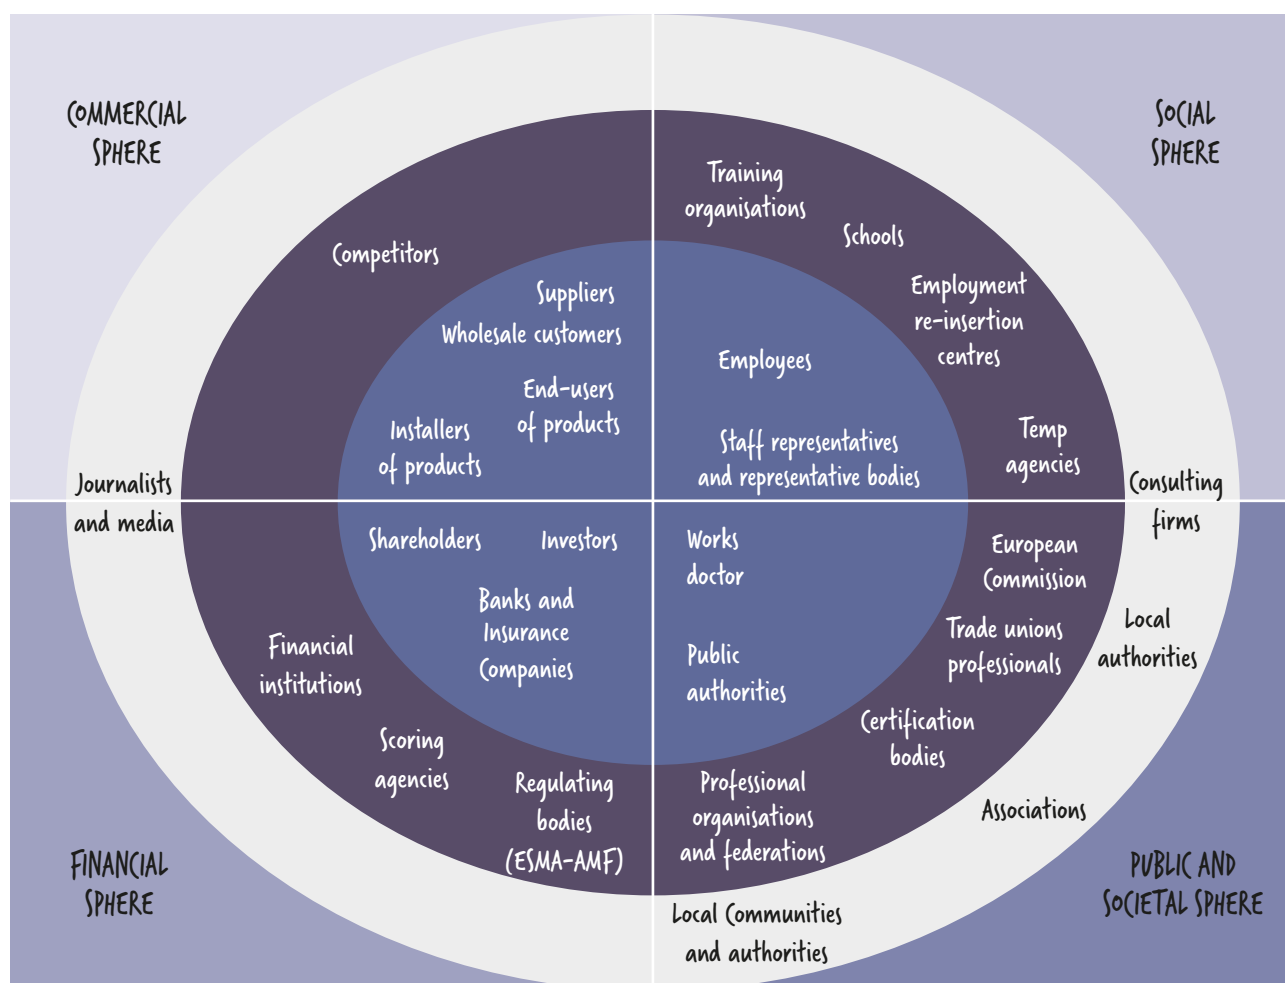 COMMERCIAL
SPHERE
SOCIAL
SPHERE
Competitors
Suppliers
Wholesale customers
End-users
of products
Installers
of products
Training
organisations
Schools
Employment
re-insertion
centres
Employees
Staff representatives
and representative bodies
Temp
agencies
Journalists
and media
Consulting
firms
Shareholders
Investors
Banks and
Insurance
Companies
Financial
institutions
Scoring
agencies
Regulating
bodies
(ESMA-AMF)
Works
doctor
Public
authorities
European
Commission
Trade unions
professionals
Certification
bodies
Professional
organisations
and federations
Local
authorities
Associations
Local Communities
and authorities
FINANCIAL
SPHERE
PUBLIC AND
SOCIETAL SPHERE